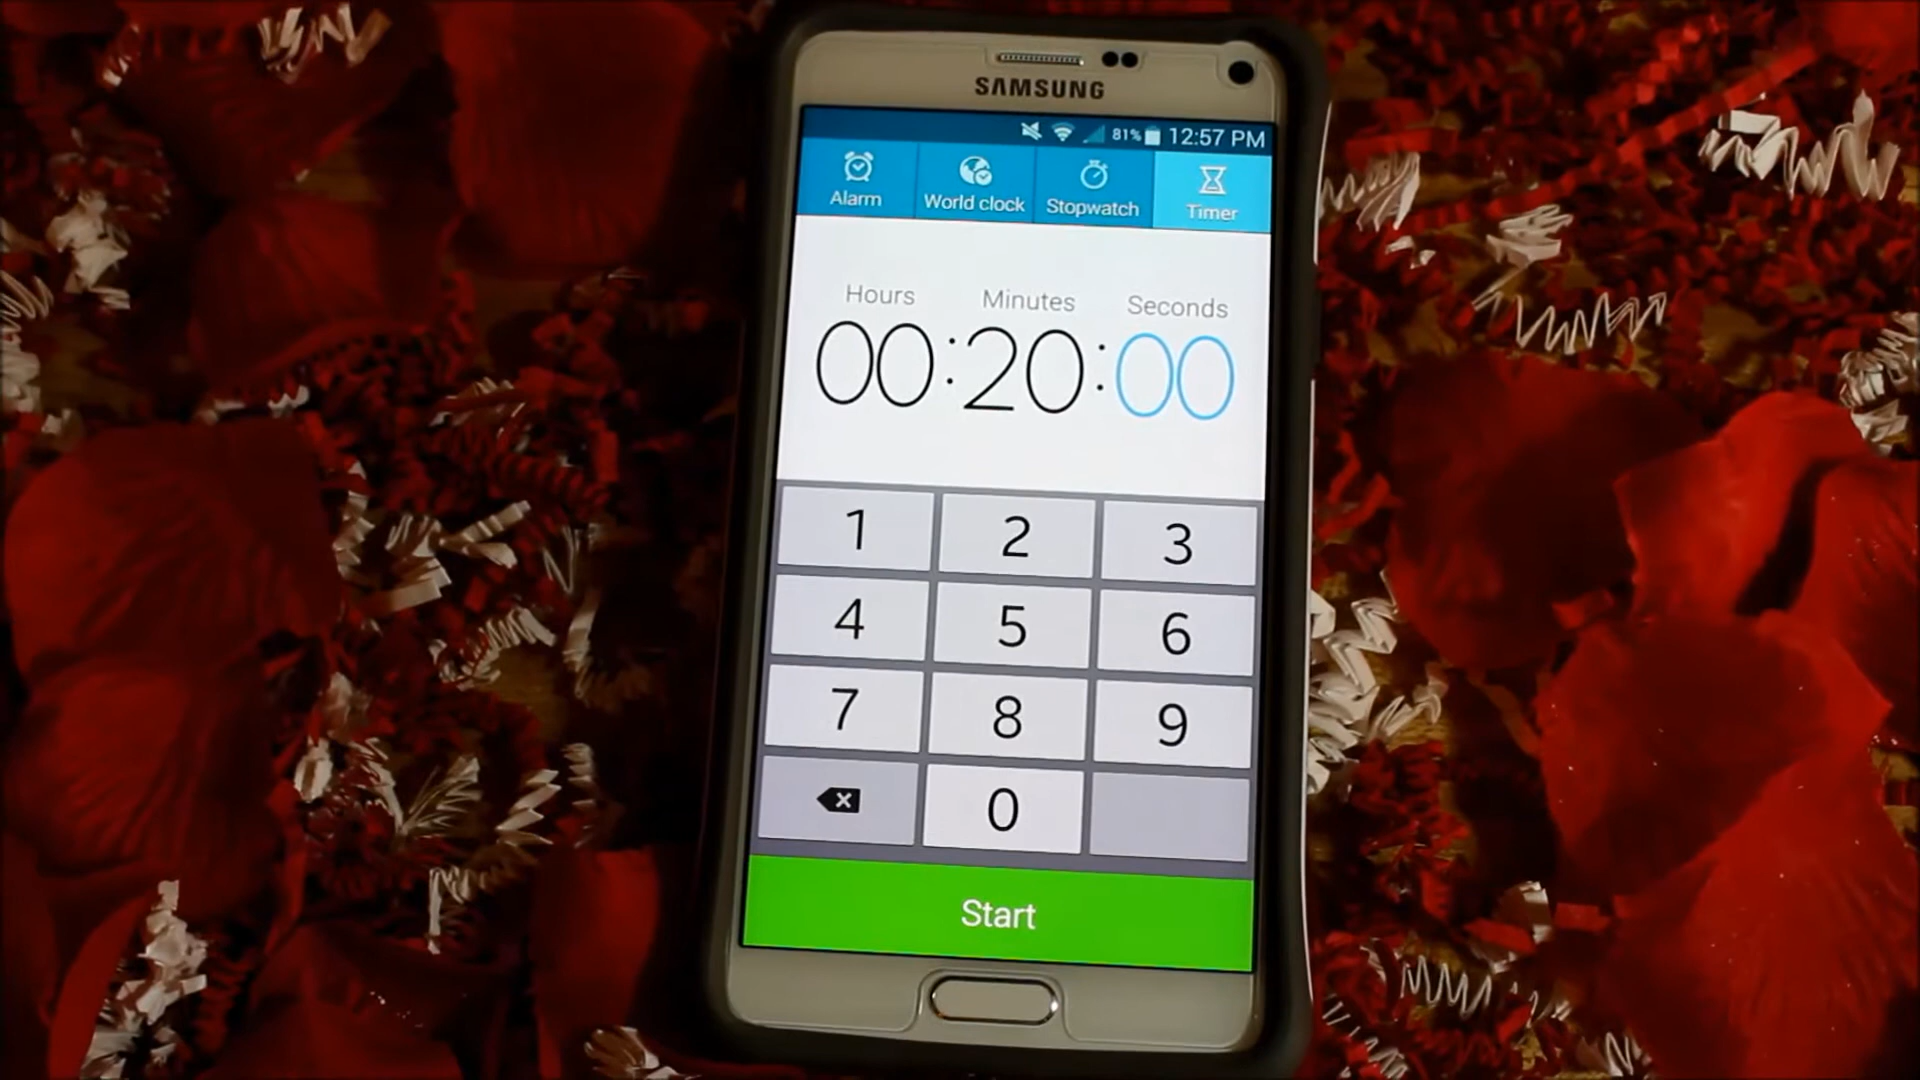 SAMSUNG
81% 12:57 PM
Alarm World clock Stopwatch Timer
Hours Minutes Seconds
00:20:00
1 2 3
4 5 6
7 8 9
0
Start